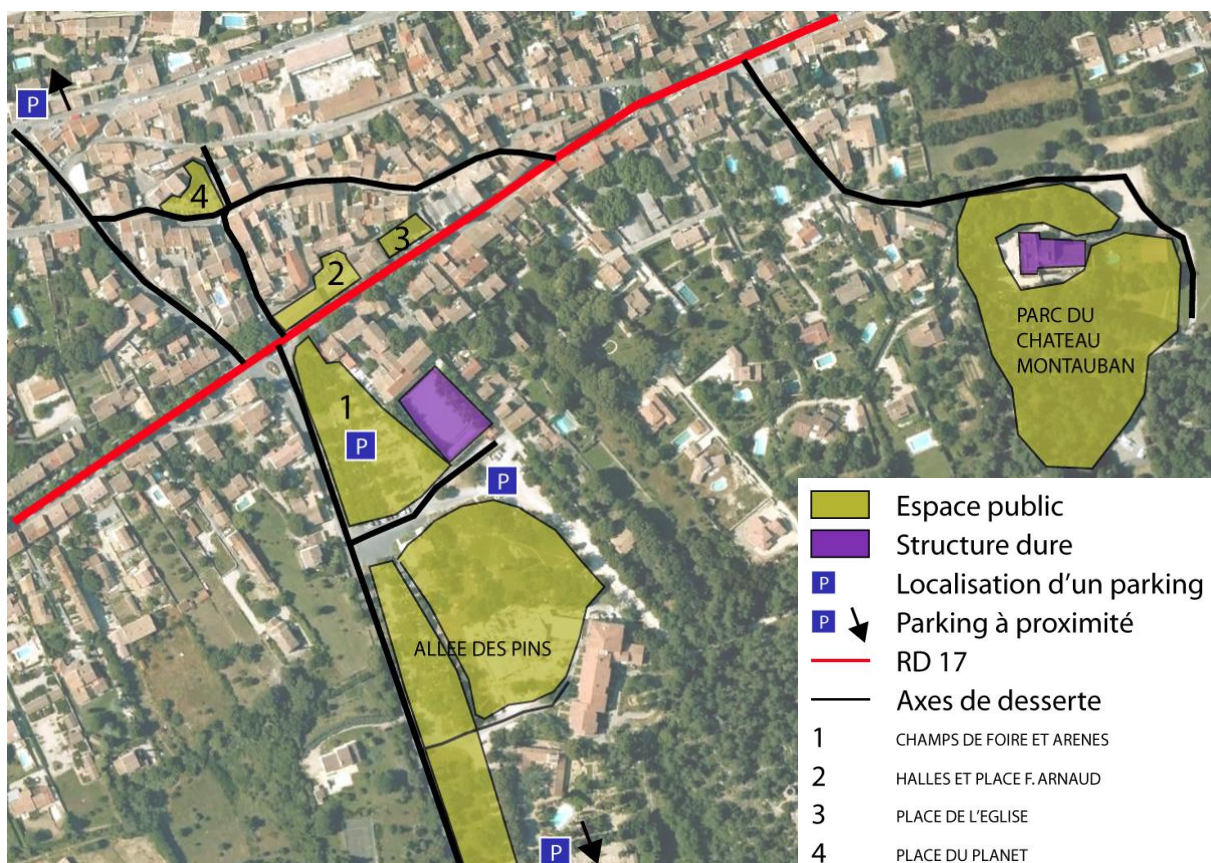 P
4
3
2
1
P
P
PARC DU
CHATEAU
MONTAUBAN
ALLEE DES PINS
P
Espace public
Structure dure
P Localisation d'un parking
P Parking à proximité
RD 17
Axes de desserte
1 CHAMPS DE FOIRE ET ARENES
2 HALLES ET PLACE F. ARNAUD
3 PLACE DE L'EGLISE
4 PLACE DU PLANET